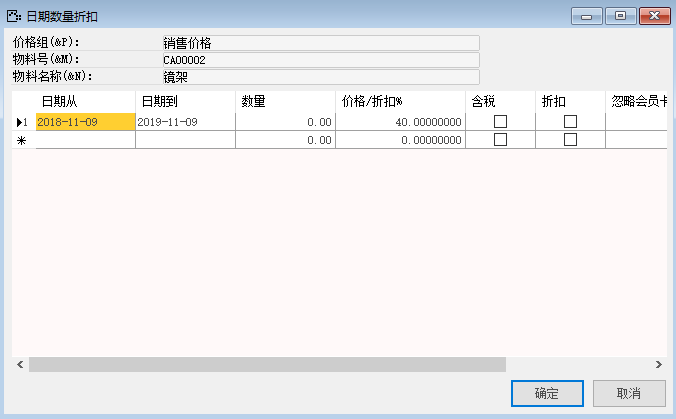 日期数量折扣
价格组(&P): 销售价格
物料号(&M): CA00002
物料名称(&N): 镜架
日期从 日期到 数量 价格/折扣% 含税 折扣 忽略会员卡
1 2018-11-09 2019-11-09 0.00 40.00000000
* 0.00 0.00000000
确定 取消